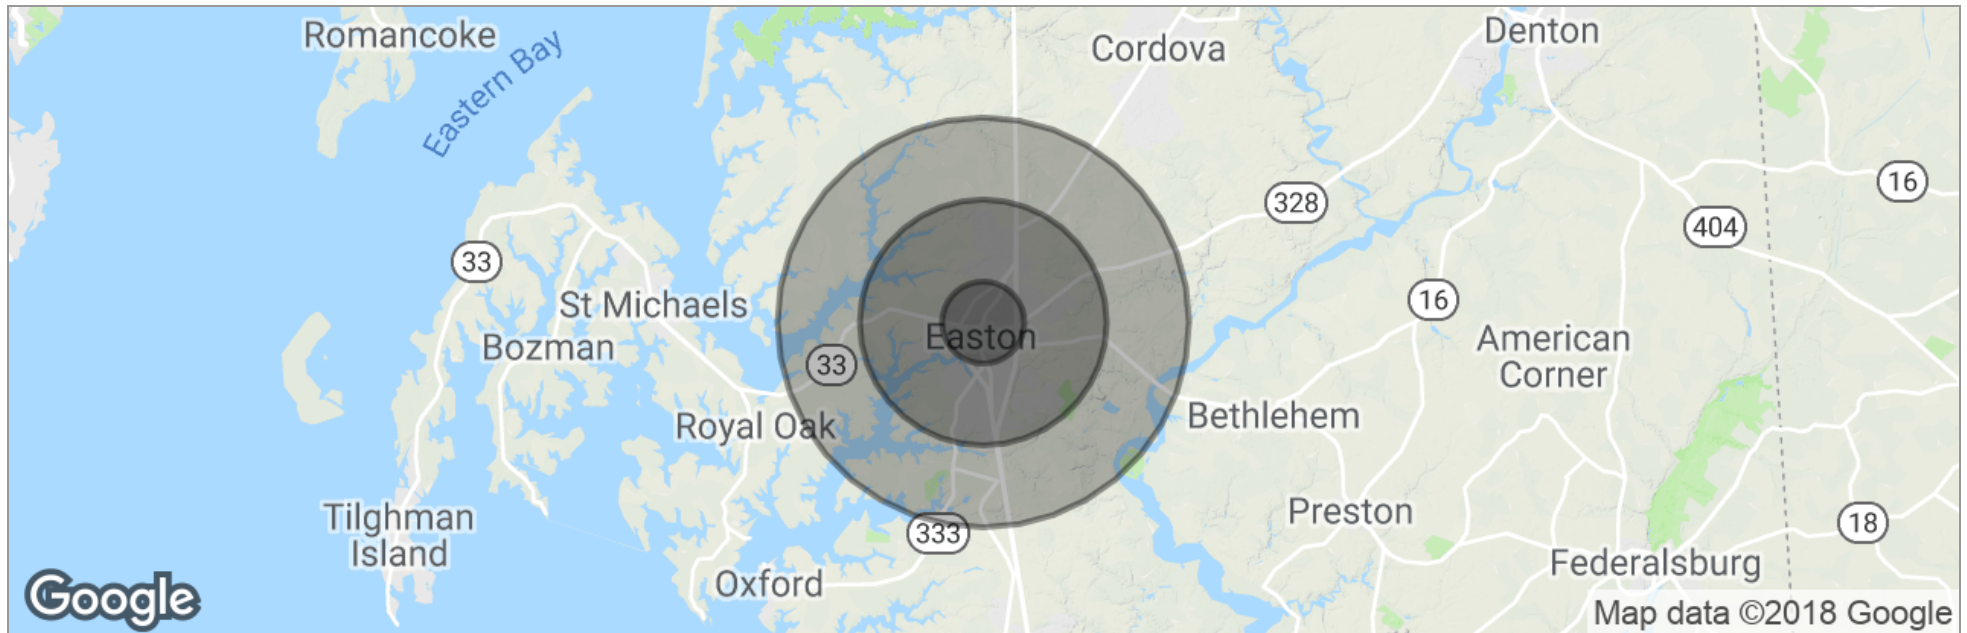 Romancoke
Eastern Bay
Cordova
Denton
16
328
404
33
16
St Michaels
Easton
American
Corner
Bozman
33
Royal Oak
Bethlehem
Tilghman
Island
Preston
333
18
Oxford
Federalsburg
Google
Map data ©2018 Google